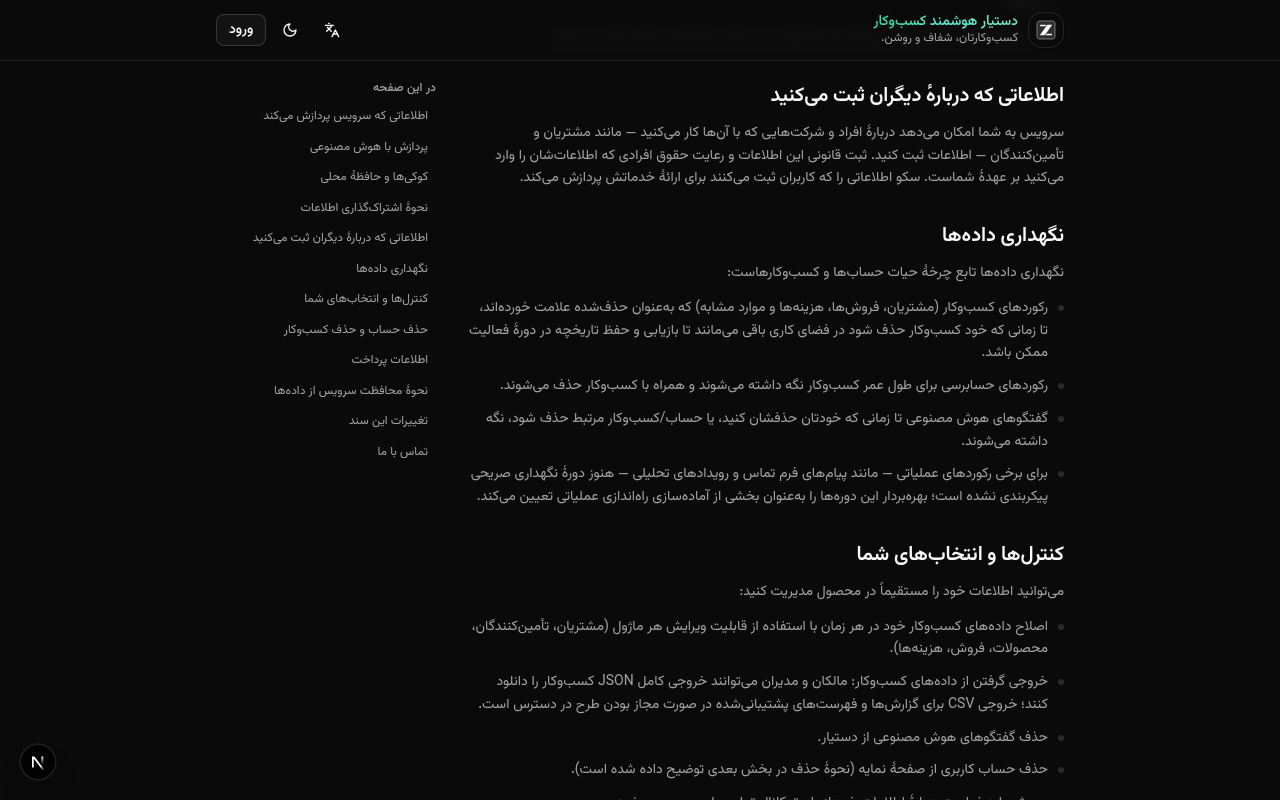 دستیار هوشمند کسب‌وکار
کسب‌وکارتان، شفاف و روشن.
ورود
اطلاعاتی که دربارهٔ دیگران ثبت می‌کنید
سرویس به شما امکان می‌دهد دربارهٔ افراد و شرکت‌هایی که با آن‌ها کار می‌کنید — مانند مشتریان و
تأمین‌کنندگان — اطلاعات ثبت کنید. ثبت قانونی این اطلاعات و رعایت حقوق افرادی که اطلاعات‌شان را وارد
می‌کنید بر عهدهٔ شماست. سکو اطلاعاتی را که کاربران ثبت می‌کنند برای ارائهٔ خدماتش پردازش می‌کند.
نگهداری داده‌ها
نگهداری داده‌ها تابع چرخهٔ حیات حساب‌ها و کسب‌وکارهاست:
رکوردهای کسب‌وکار (مشتریان، فروش‌ها، هزینه‌ها و موارد مشابه) که به‌عنوان حذف‌شده علامت خورده‌اند،
تا زمانی که خود کسب‌وکار حذف شود در فضای کاری باقی می‌مانند تا بازیابی و حفظ تاریخچه در دورهٔ فعالیت
ممکن باشد.
رکوردهای حسابرسی برای طول عمر کسب‌وکار نگه داشته می‌شوند و همراه با کسب‌وکار حذف می‌شوند.
گفتگوهای هوش مصنوعی تا زمانی که خودتان حذفشان کنید، یا حساب/کسب‌وکار مرتبط حذف شود، نگه
داشته می‌شوند.
برای برخی رکوردهای عملیاتی — مانند پیام‌های فرم تماس و رویدادهای تحلیلی — هنوز دورهٔ نگهداری صریحی
پیکربندی نشده است؛ بهره‌بردار این دوره‌ها را به‌عنوان بخشی از آماده‌سازی راه‌اندازی عملیاتی تعیین می‌کند.
کنترل‌ها و انتخاب‌های شما
می‌توانید اطلاعات خود را مستقیماً در محصول مدیریت کنید:
اصلاح داده‌های کسب‌وکار خود در هر زمان با استفاده از قابلیت ویرایش هر ماژول (مشتریان، تأمین‌کنندگان،
محصولات، فروش، هزینه‌ها).
خروجی گرفتن از داده‌های کسب‌وکار: مالکان و مدیران می‌توانند خروجی کامل JSON کسب‌وکار را دانلود
کنند؛ خروجی CSV برای گزارش‌ها و فهرست‌های پشتیبانی‌شده در صورت مجاز بودن طرح در دسترس است.
حذف گفتگوهای هوش مصنوعی از دستیار.
حذف حساب کاربری از صفحهٔ نمایه (نحوهٔ حذف در بخش بعدی توضیح داده شده است).
در این صفحه
اطلاعاتی که سرویس پردازش می‌کند
پردازش با هوش مصنوعی
کوکی‌ها و حافظهٔ محلی
نحوهٔ اشتراک‌گذاری اطلاعات
اطلاعاتی که دربارهٔ دیگران ثبت می‌کنید
نگهداری داده‌ها
کنترل‌ها و انتخاب‌های شما
حذف حساب و حذف کسب‌وکار
اطلاعات پرداخت
نحوهٔ محافظت سرویس از داده‌ها
تغییرات این سند
تماس با ما